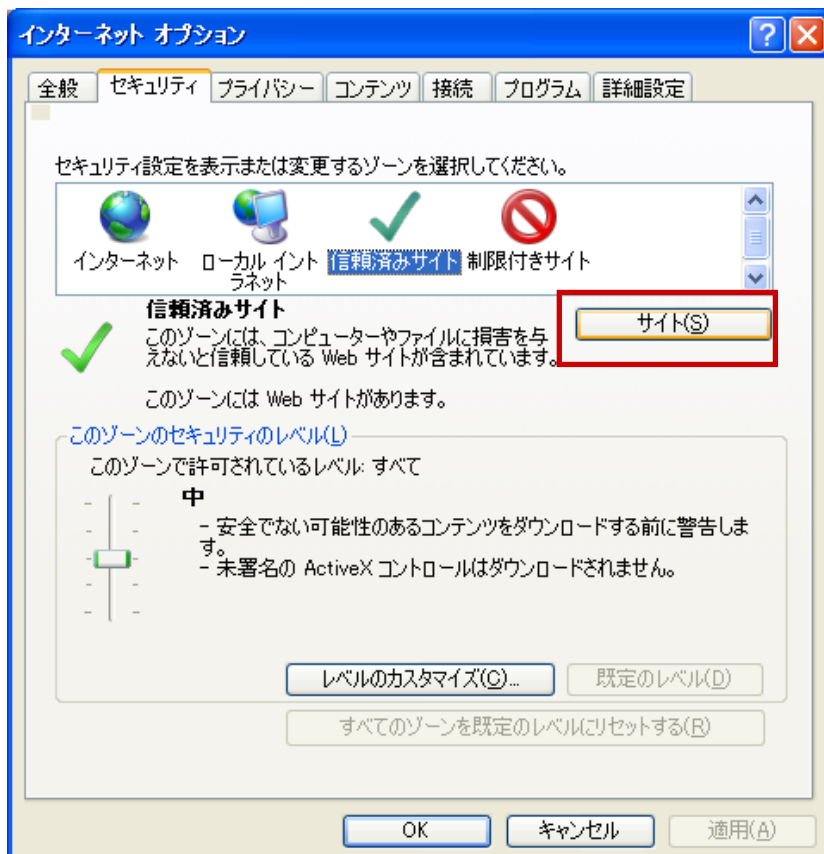 インターネット オプション
全般 セキュリティ プライバシー コンテンツ 接続 プログラム 詳細設定
セキュリティ設定を表示または変更するゾーンを選択してください。
インターネット ローカル イント 信頼済みサイト 制限付きサイト
ラネット
信頼済みサイト
サイト(S)
このゾーンには、コンピューターやファイルに損害を与
えないと信頼している Web サイトが含まれています。
このゾーンには Web サイトがあります。
このゾーンのセキュリティのレベル(L)
このゾーンで許可されているレベル: すべて
中
- 安全でない可能性のあるコンテンツをダウンロードする前に警告しま
す。
- 未署名の ActiveX コントロールはダウンロードされません。
レベルのカスタマイズ(C)... 既定のレベル(D)
すべてのゾーンを既定のレベルにリセットする(R)
OK キャンセル 適用(A)